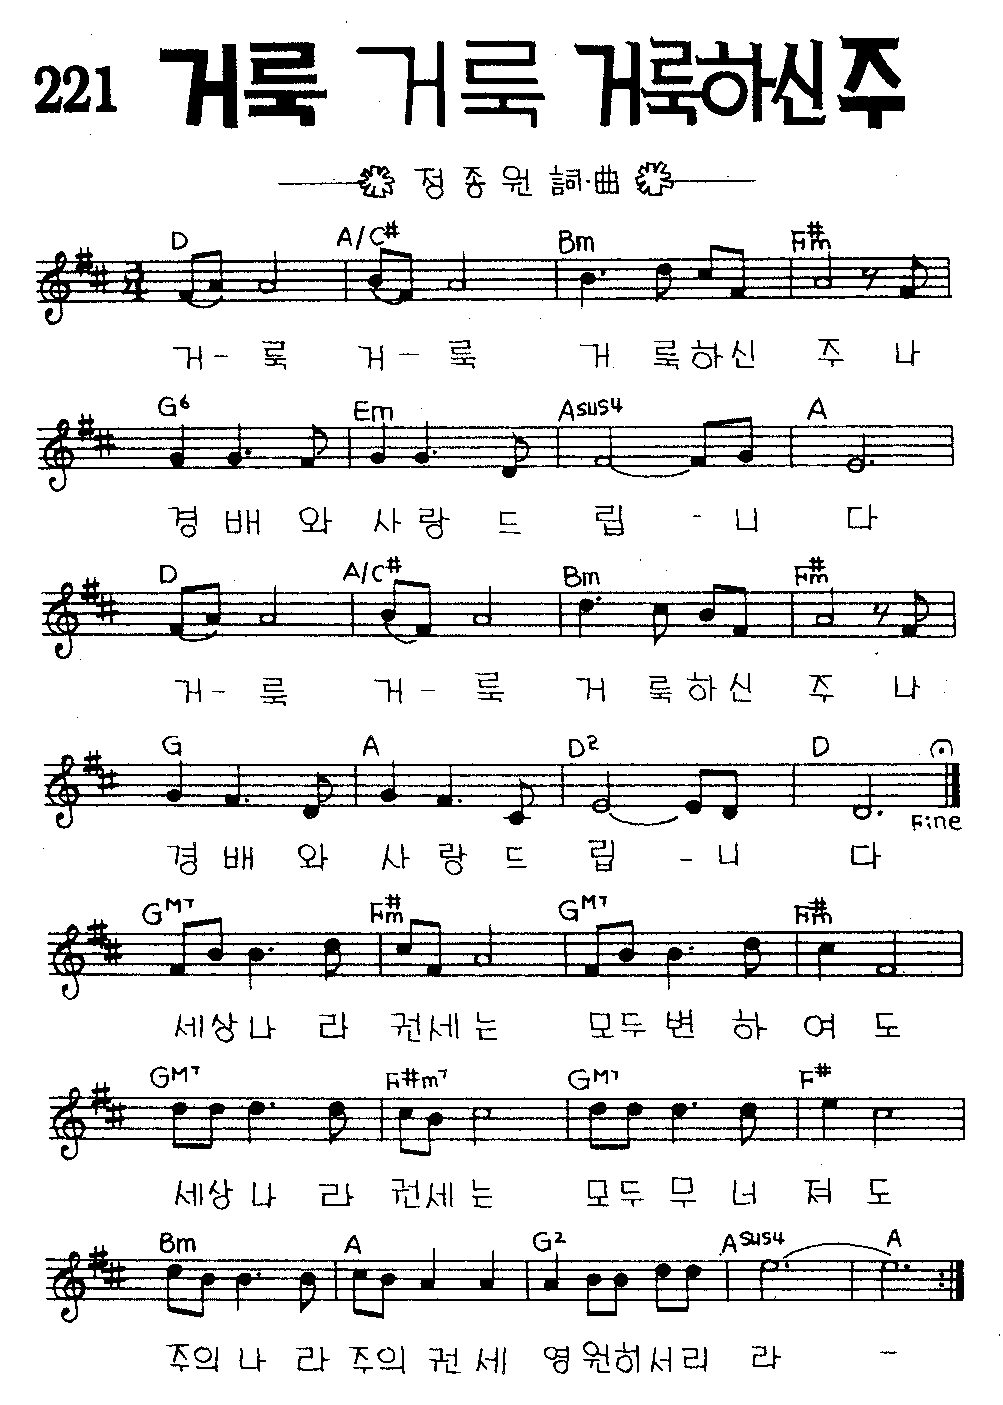 221 거룩 거룩 거룩하신 주
정종원 詞·曲
D A/C# Bm F#m
거- 룩 거- 룩 거 룩하신 주 나
G6 Em Asus4 A
경 배 와 사 랑 드 립 - 니 다
D A/C# Bm F#m
거- 룩 거- 룩 거 룩하신 주 나
G A D2 D
Fine
경 배 와 사 랑 드 립 - 니 다
GM7 F#m GM7 F#m
세상나 라 권세는 모두변 하 여 도
GM7 F#m7 GM7 F#
세상나 라 권세는 모두무 너 져 도
Bm A G2 Asus4 A
주의 나 라 주의 권 세 영원히서리 라 -